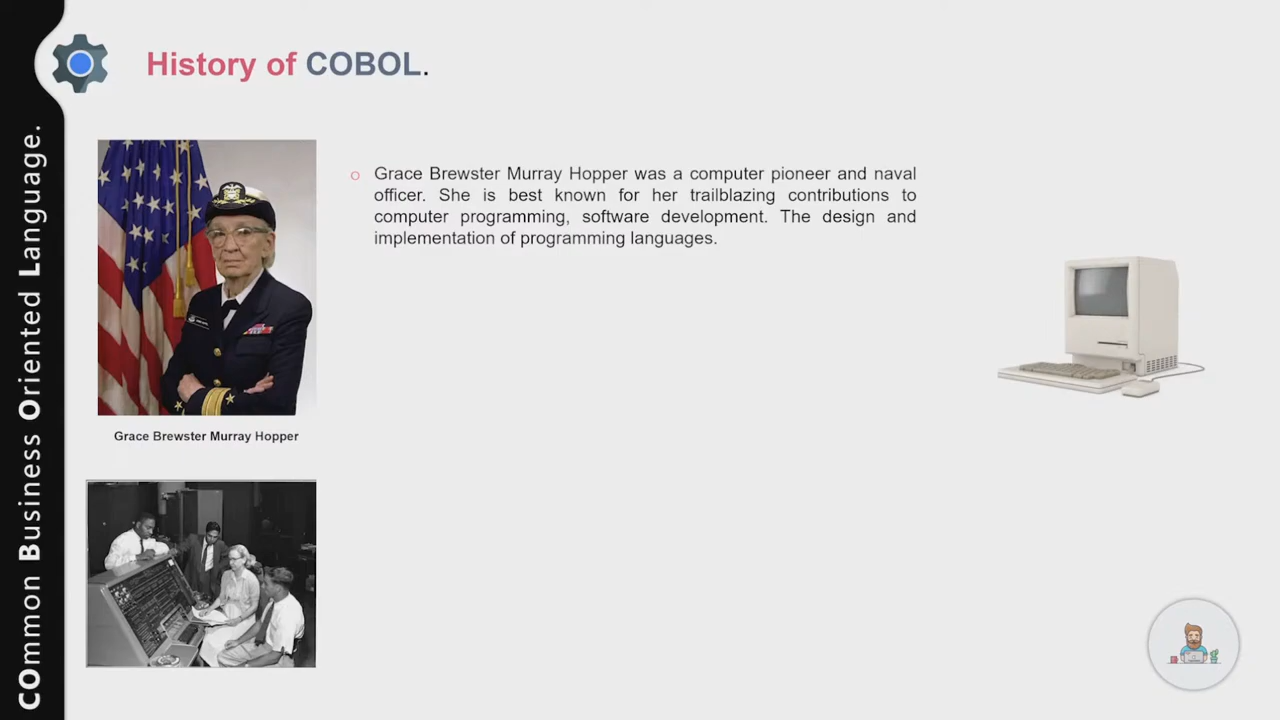 History of COBOL.
COmmon Business Oriented Language.
Grace Brewster Murray Hopper was a computer pioneer and naval
officer. She is best known for her trailblazing contributions to
computer programming, software development. The design and
implementation of programming languages.
Grace Brewster Murray Hopper